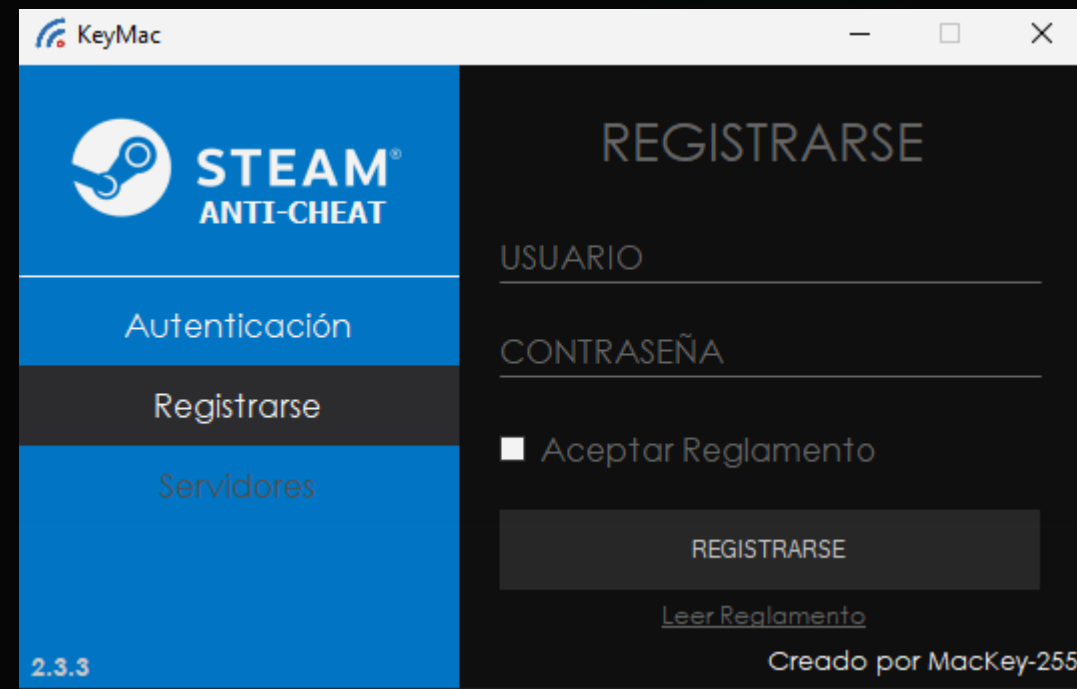 KeyMac
STEAM®
ANTI-CHEAT
Autenticación
Registrarse
Servidores
2.3.3
REGISTRARSE
USUARIO
CONTRASEÑA
Aceptar Reglamento
REGISTRARSE
Leer Reglamento
Creado por MacKey-255